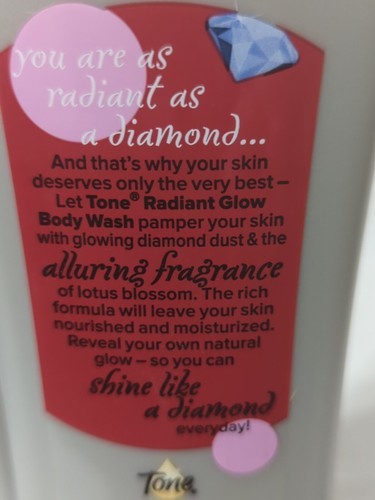 you are as
radiant as
a diamond...
And that's why your skin
deserves only the very best—
Let Tone® Radiant Glow
Body Wash pamper your skin
with glowing diamond dust & the
alluring fragrance
of lotus blossom. The rich
formula will leave your skin
nourished and moisturized.
Reveal your own natural
glow — so you can
shine like
a diamond
everyday!
Tone